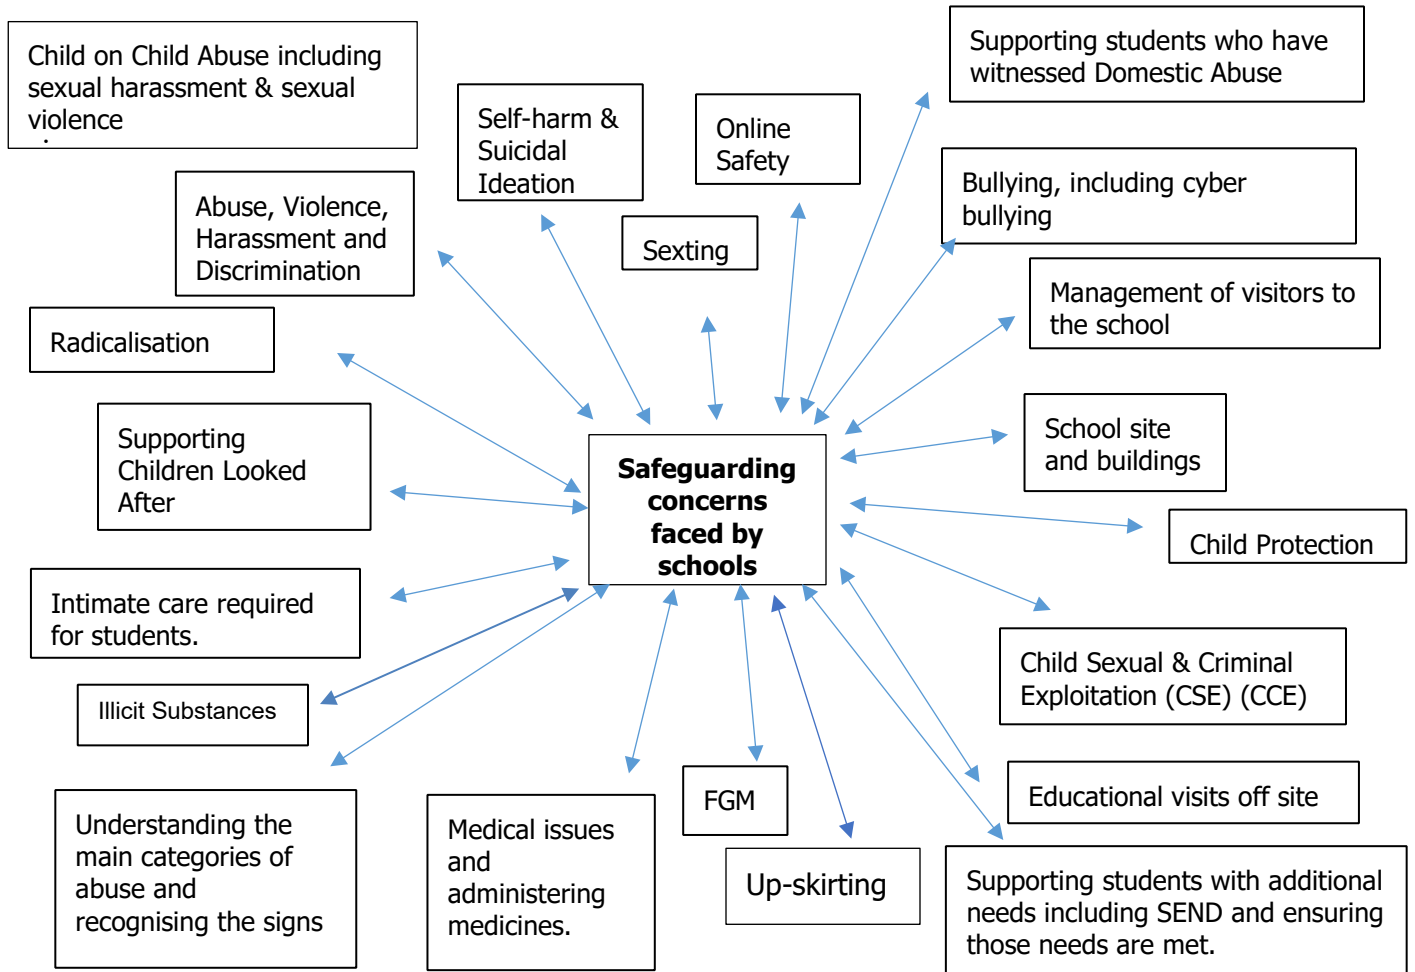 Child on Child Abuse including
sexual harassment & sexual
violence
Supporting students who have
witnessed Domestic Abuse
Self-harm &
Suicidal
Ideation
Online
Safety
Bullying, including cyber
bullying
Abuse, Violence,
Harassment and
Discrimination
Sexting
Management of visitors to
the school
Radicalisation
Supporting
Children Looked
After
School site
and buildings
Safeguarding
concerns
faced by
schools
Child Protection
Intimate care required
for students.
Child Sexual & Criminal
Exploitation (CSE) (CCE)
Illicit Substances
Educational visits off site
FGM
Understanding the
main categories of
abuse and
recognising the signs
Medical issues
and
administering
medicines.
Up-skirting
Supporting students with additional
needs including SEND and ensuring
those needs are met.